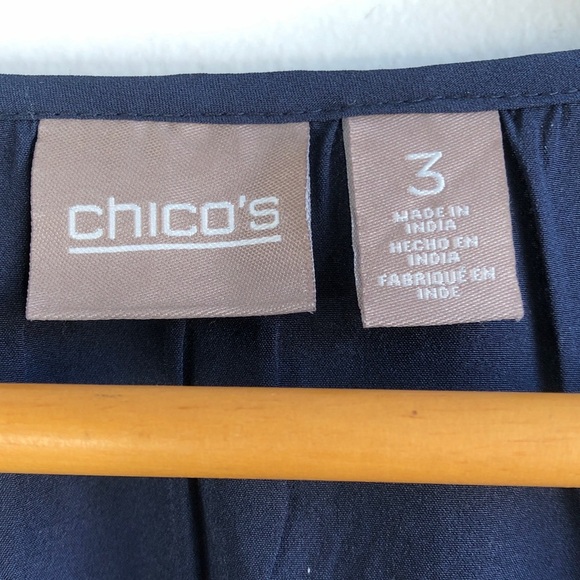 chico's
3
MADE IN
INDIA
HECHO EN
INDIA
FABRIQUÉ EN
INDE